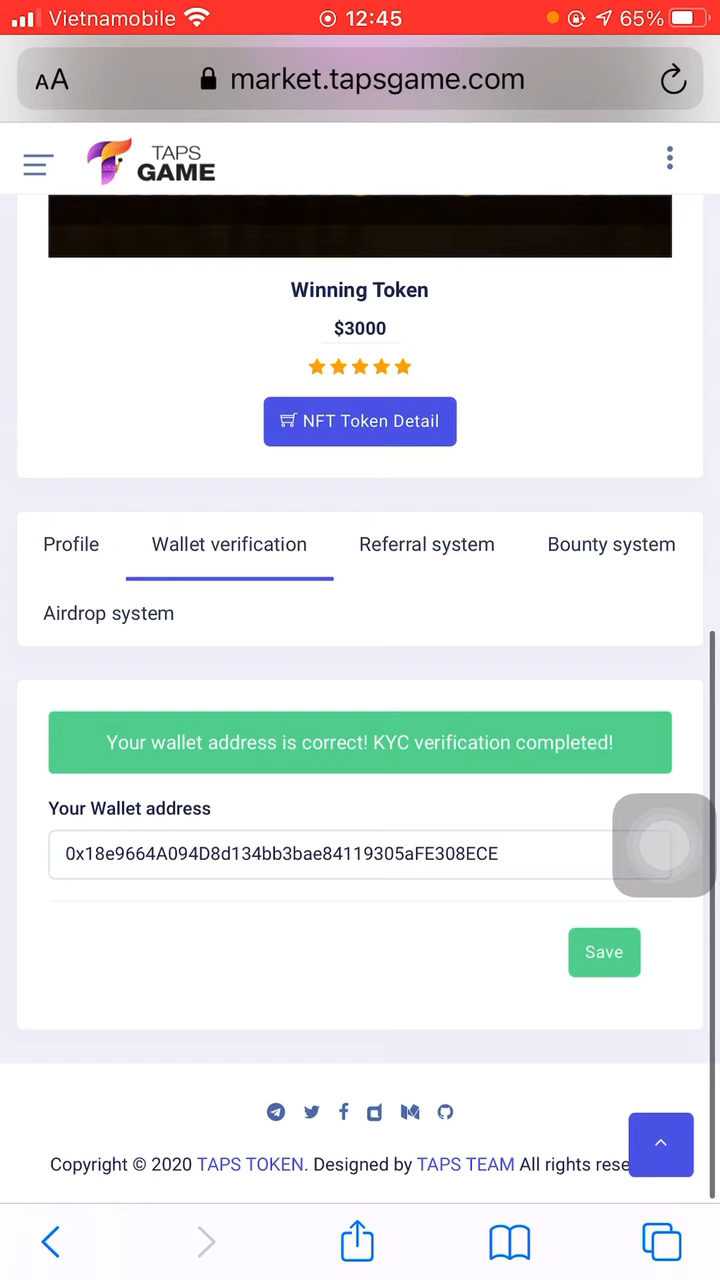 Vietnamobile 12:45 65%
AA market.tapsgame.com
TAPS
GAME
Winning Token
$3000
NFT Token Detail
Profile Wallet verification Referral system Bounty system
Airdrop system
Your wallet address is correct! KYC verification completed!
Your Wallet address
0x18e9664A094D8d134bb3bae84119305aFE308ECE
Save
Copyright © 2020 TAPS TOKEN. Designed by TAPS TEAM All rights rese